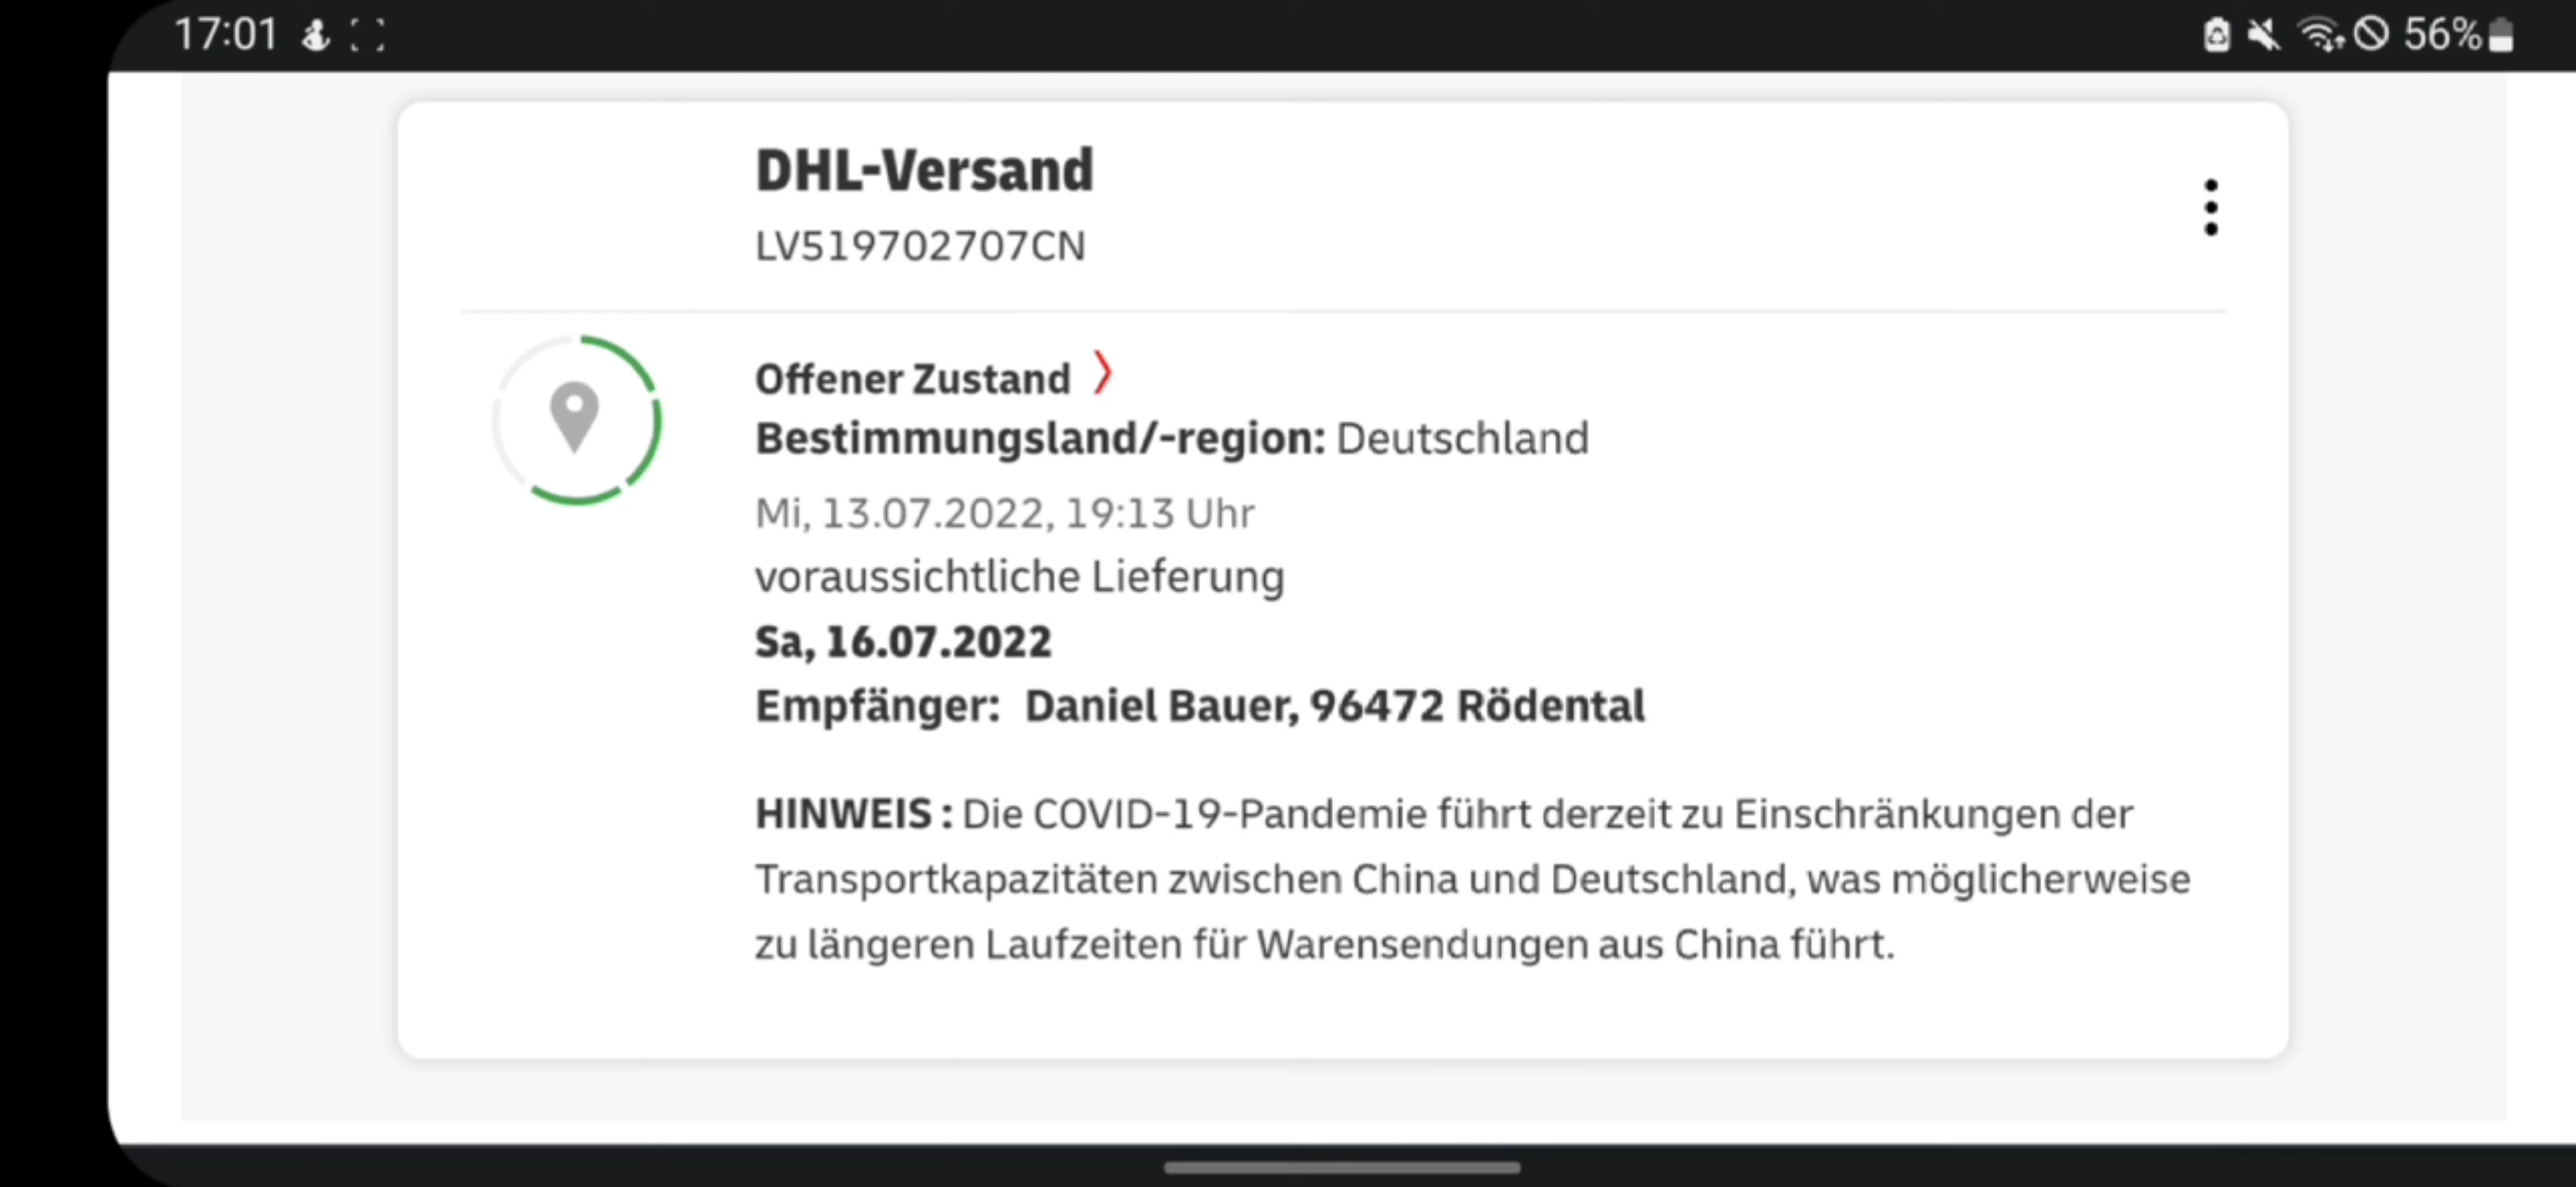 17:01
56%
DHL-Versand
LV519702707CN
Offener Zustand
Bestimmungsland/-region: Deutschland
Mi, 13.07.2022, 19:13 Uhr
voraussichtliche Lieferung
Sa, 16.07.2022
Empfänger: Daniel Bauer, 96472 Rödental
HINWEIS : Die COVID-19-Pandemie führt derzeit zu Einschränkungen der
Transportkapazitäten zwischen China und Deutschland, was möglicherweise
zu längeren Laufzeiten für Warensendungen aus China führt.